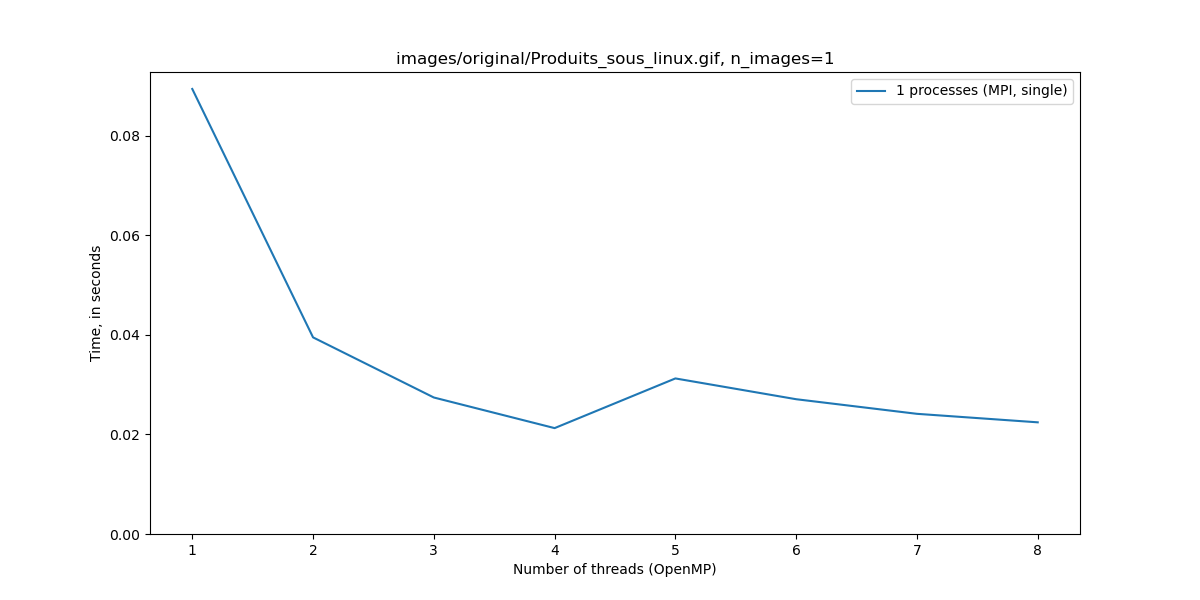 images/original/Produits_sous_linux.gif, n_images=1
1 processes (MPI, single)
Time, in seconds
0.08
0.06
0.04
0.02
0.00
1 2 3 4 5 6 7 8
Number of threads (OpenMP)